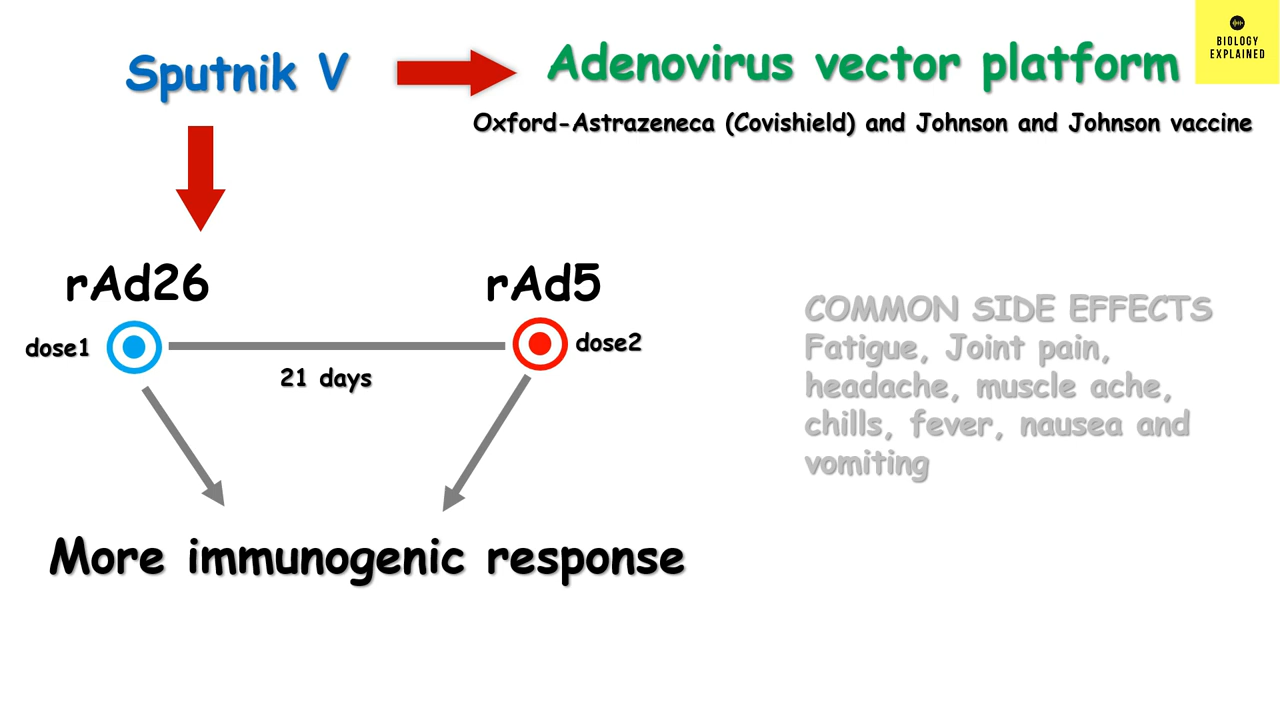 Sputnik V
Adenovirus vector platform
BIOLOGY
EXPLAINED
Oxford-Astrazeneca (Covishield) and Johnson and Johnson vaccine
rAd26
rAd5
dose1
dose2
21 days
COMMON SIDE EFFECTS
Fatigue, Joint pain,
headache, muscle ache,
chills, fever, nausea and
vomiting
More immunogenic response